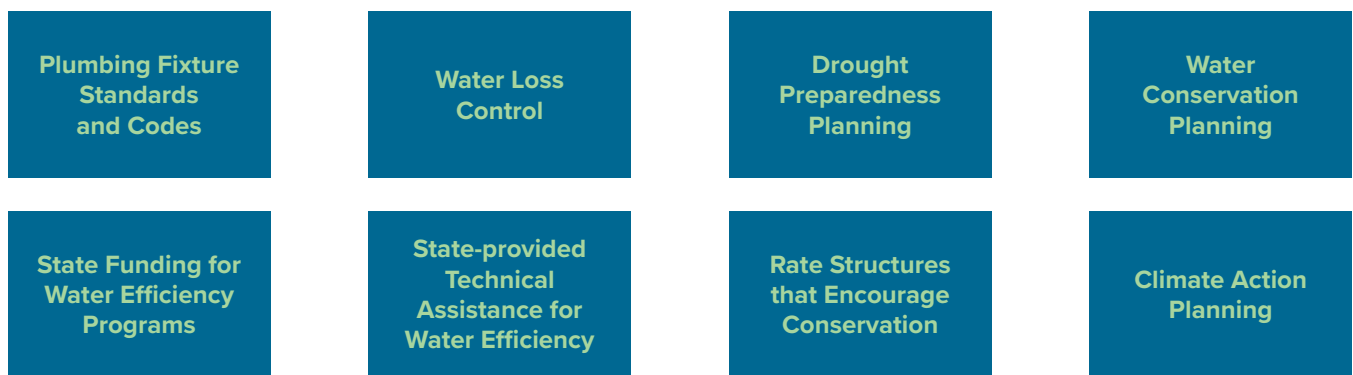 Plumbing Fixture
Standards
and Codes
Water Loss
Control
Drought
Preparedness
Planning
Water
Conservation
Planning
State Funding for
Water Efficiency
Programs
State-provided
Technical
Assistance for
Water Efficiency
Rate Structures
that Encourage
Conservation
Climate Action
Planning